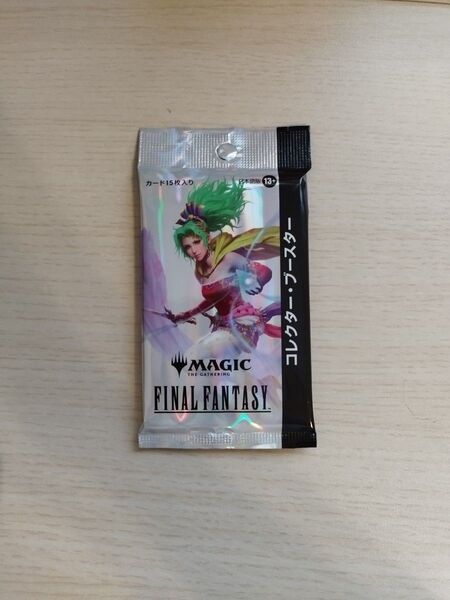 カード15枚入り
日本語版 13+
コレクター・ブースター
MAGIC
THE GATHERING
FINAL FANTASY